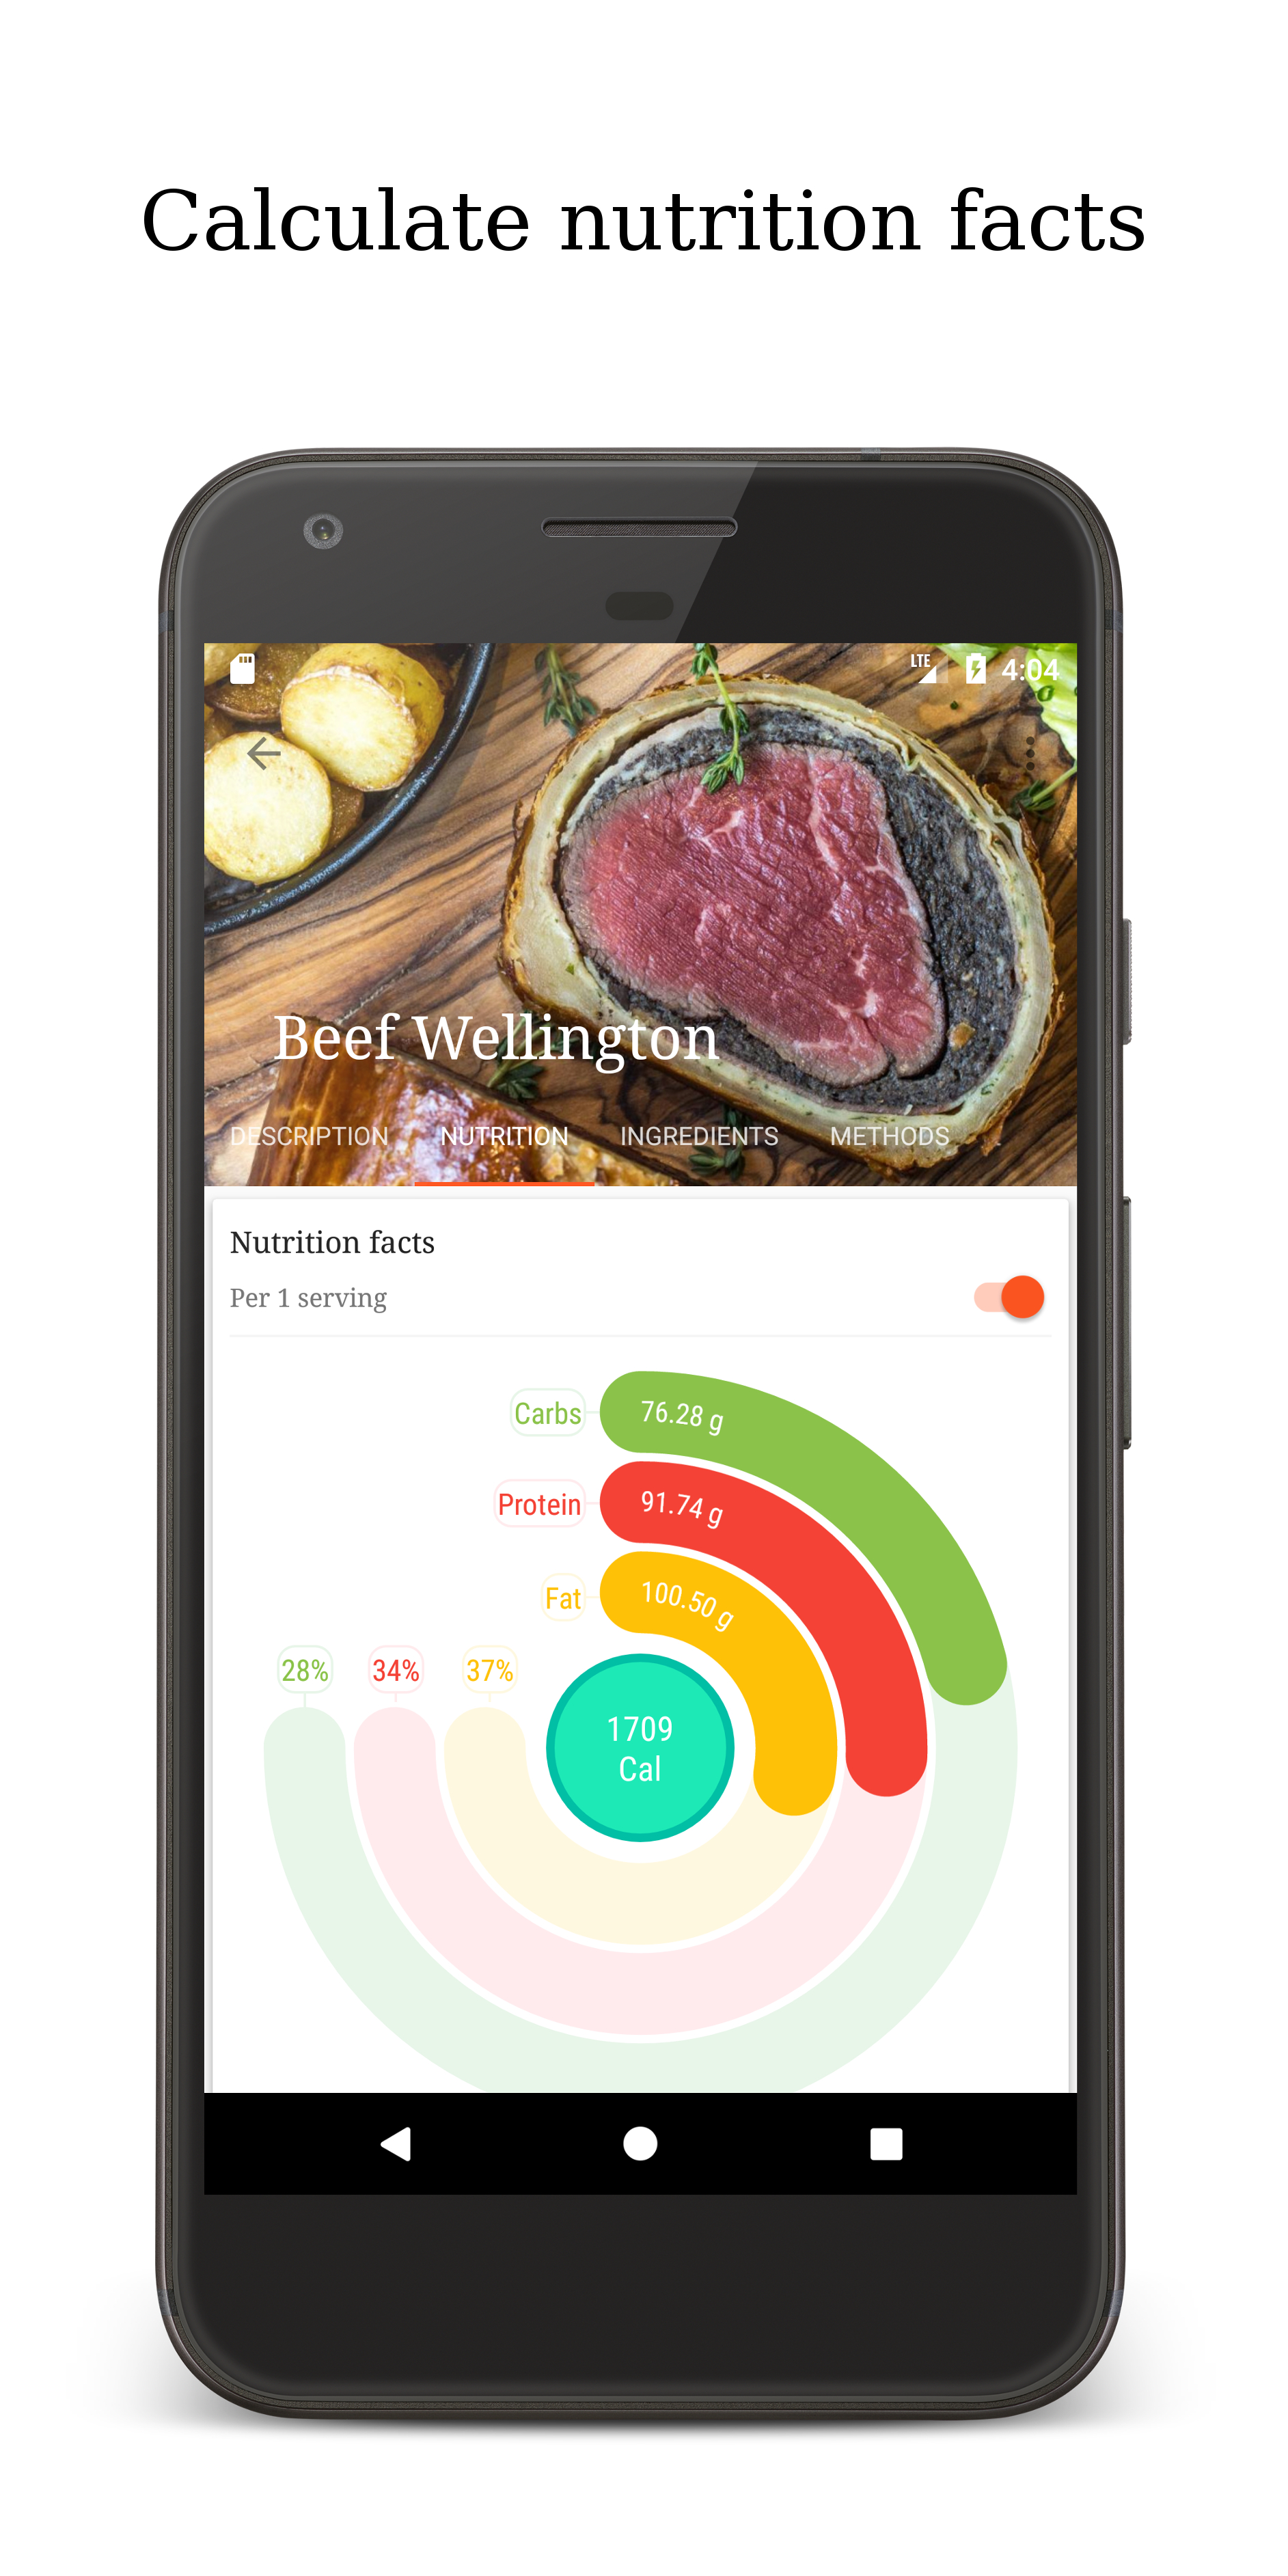 Calculate nutrition facts
LTE 4:04
Beef Wellington
DESCRIPTION NUTRITION INGREDIENTS METHODS
Nutrition facts
Per 1 serving
Carbs 76.28 g
Protein 91.74 g
Fat 100.50 g
28% 34% 37%
1709
Cal